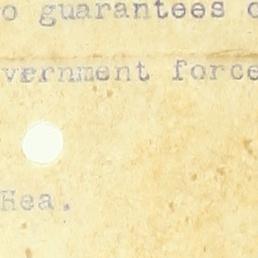 o guarantees o
vernment force
Hea.